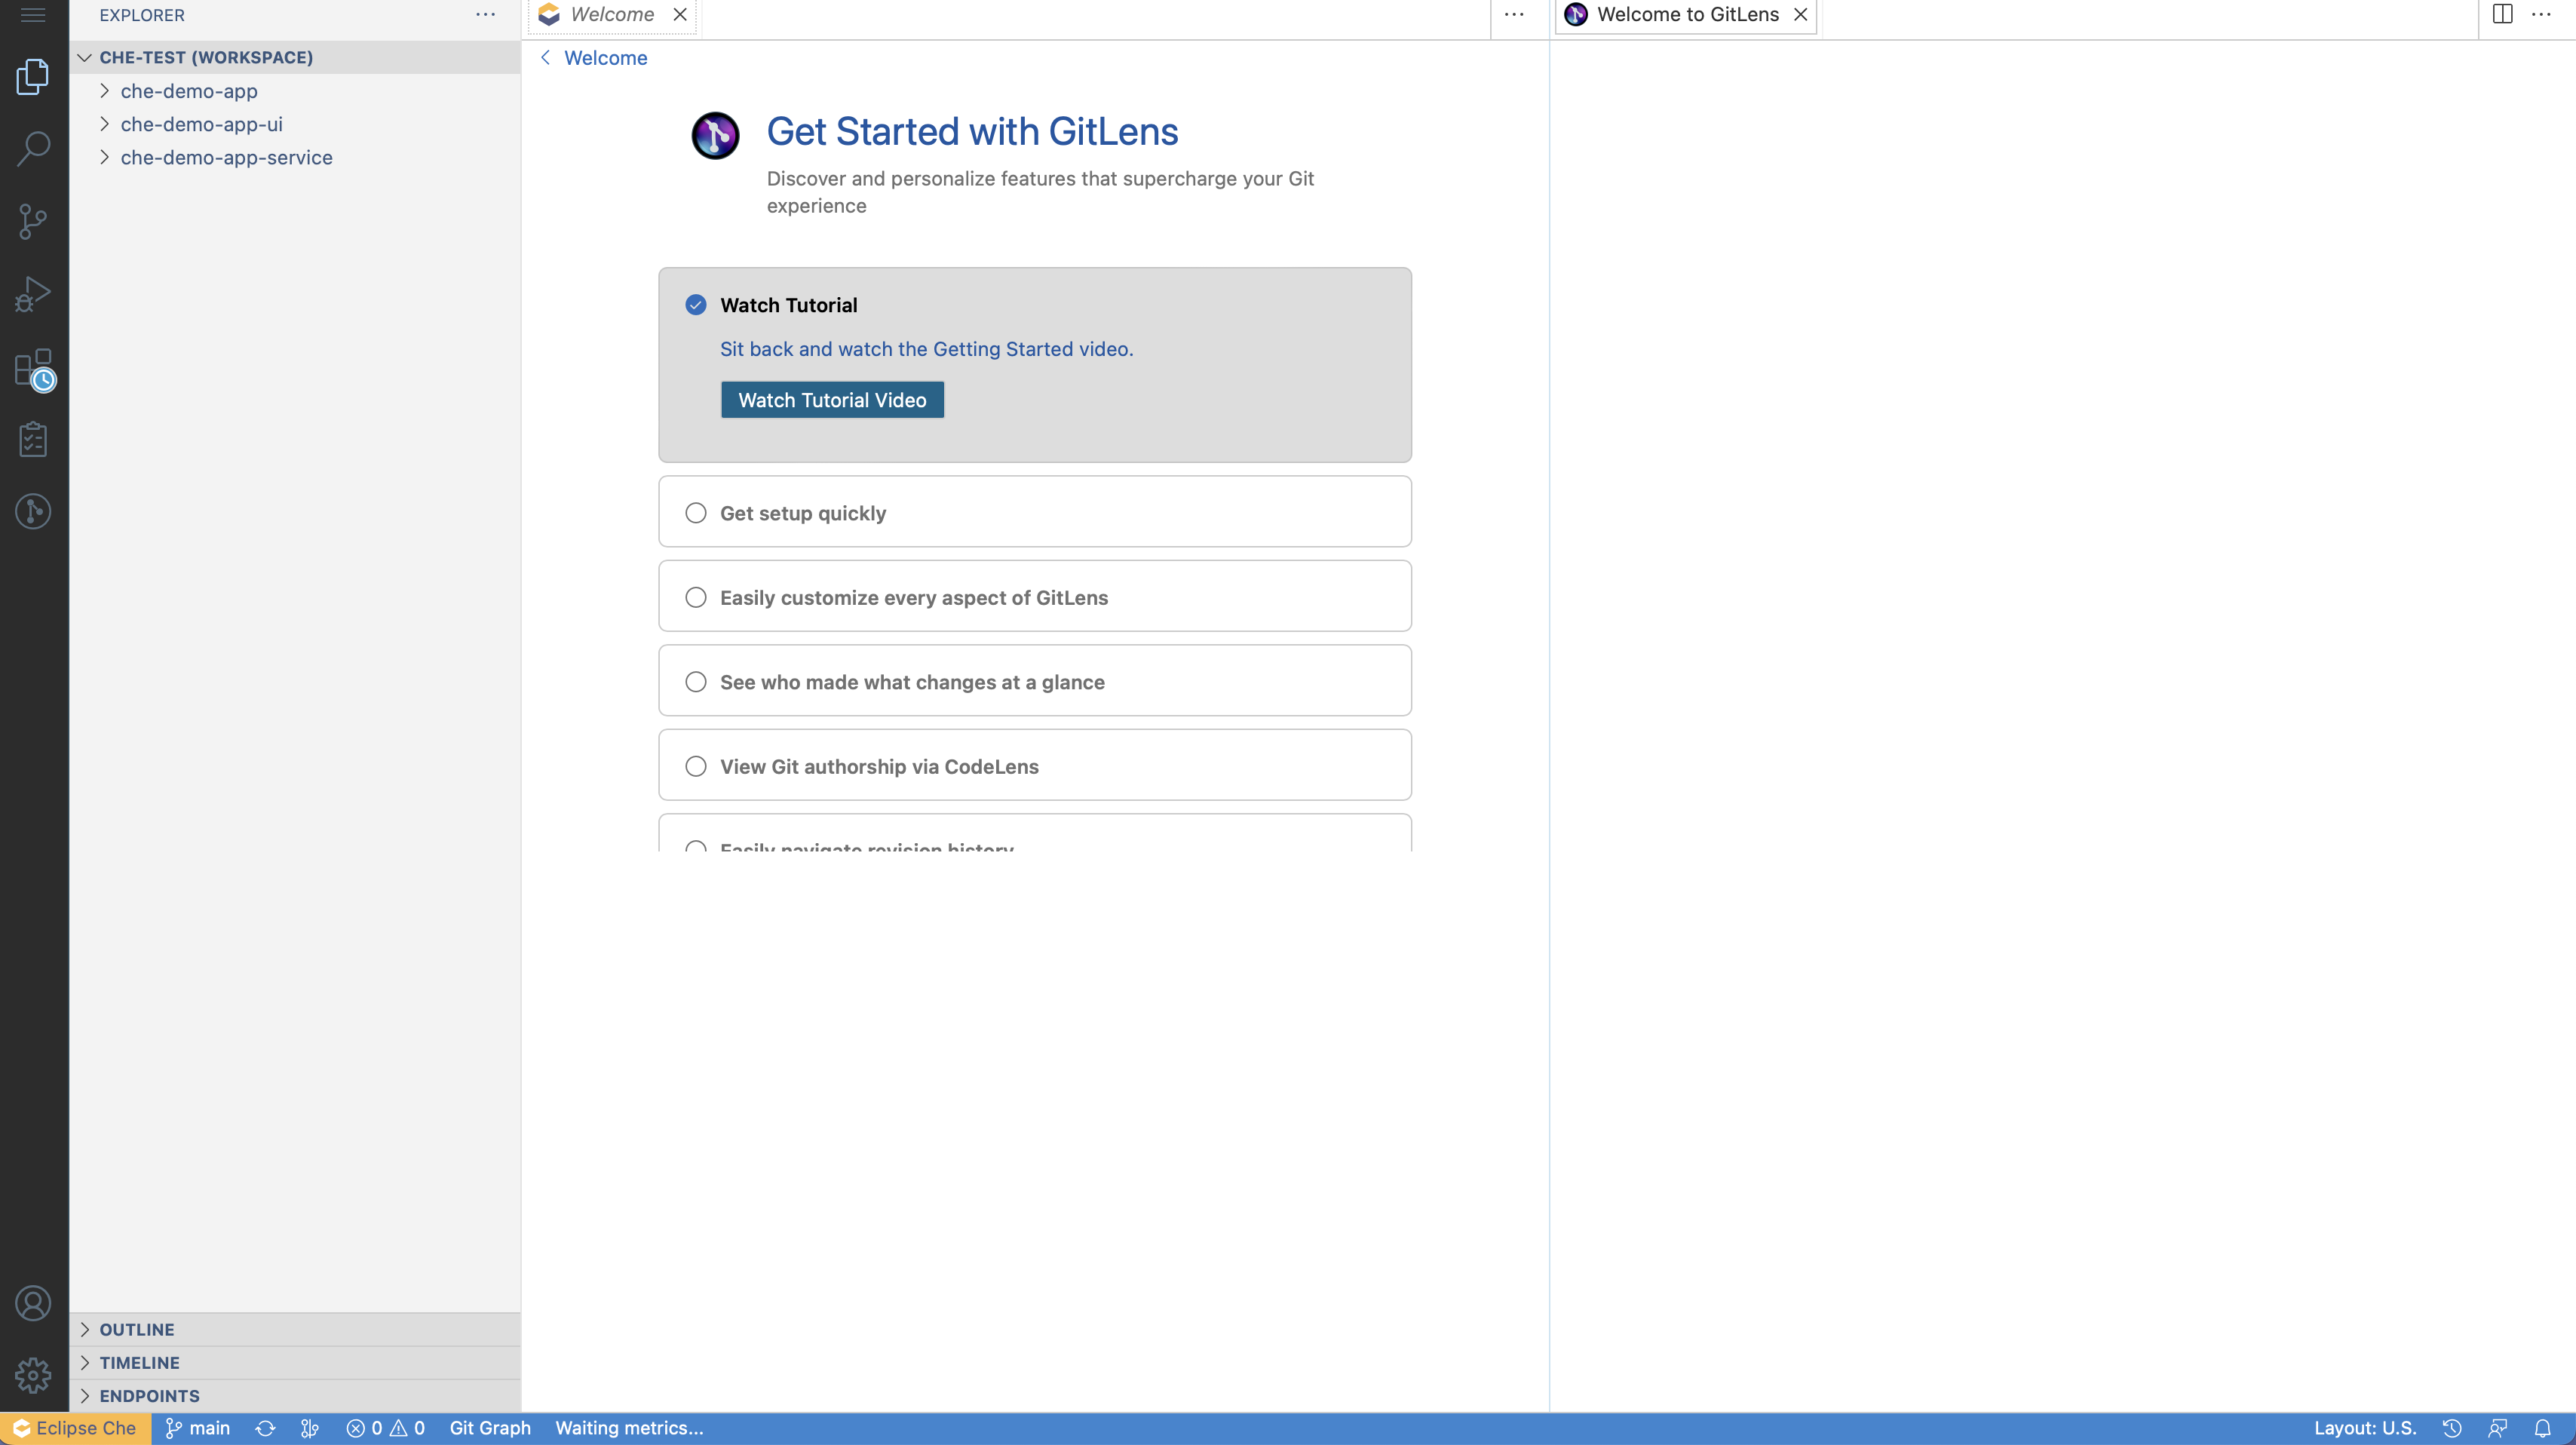 EXPLORER
CHE-TEST (WORKSPACE)
che-demo-app
che-demo-app-ui
che-demo-app-service
OUTLINE
TIMELINE
ENDPOINTS
Welcome
Welcome
Get Started with GitLens
Discover and personalize features that supercharge your Git
experience
Watch Tutorial
Sit back and watch the Getting Started video.
Watch Tutorial Video
Get setup quickly
Easily customize every aspect of GitLens
See who made what changes at a glance
View Git authorship via CodeLens
Easily navigate revision history
Welcome to GitLens
Eclipse Che main 0 0 Git Graph Waiting metrics... Layout: U.S.